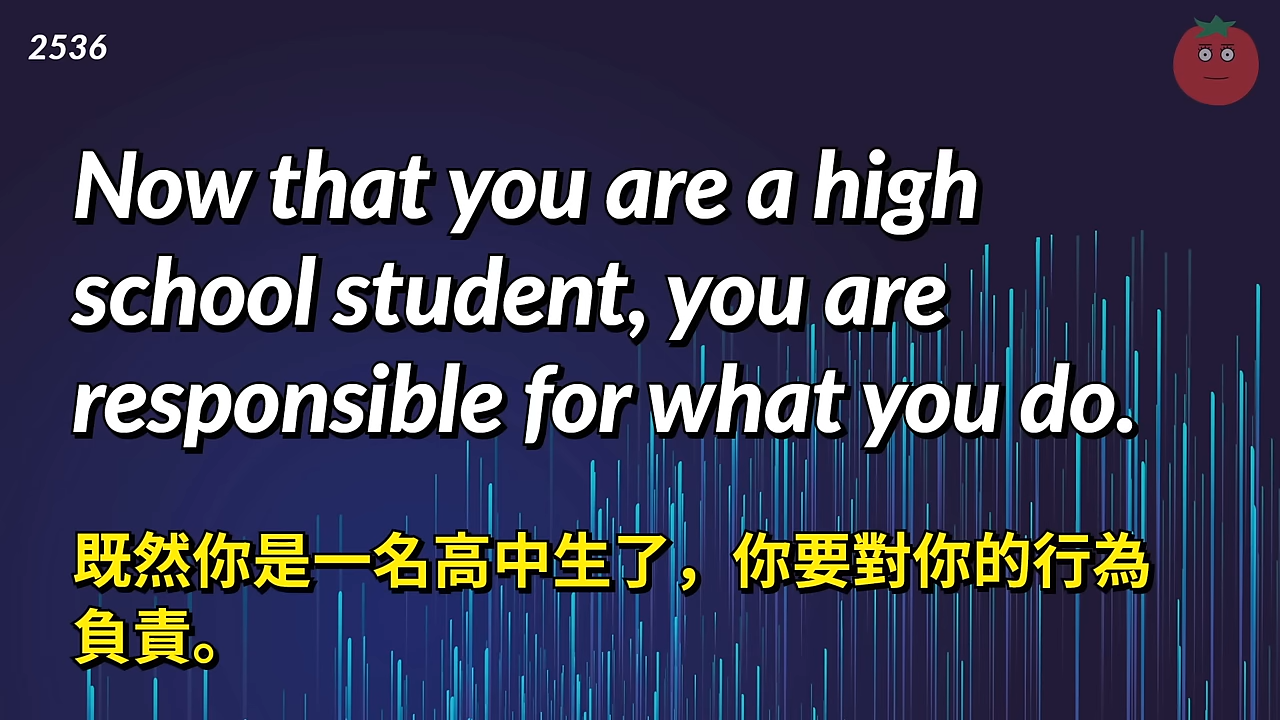 2536
Now that you are a high
school student, you are
responsible for what you do.
既然你是一名高中生了，你要對你的行為
負責。